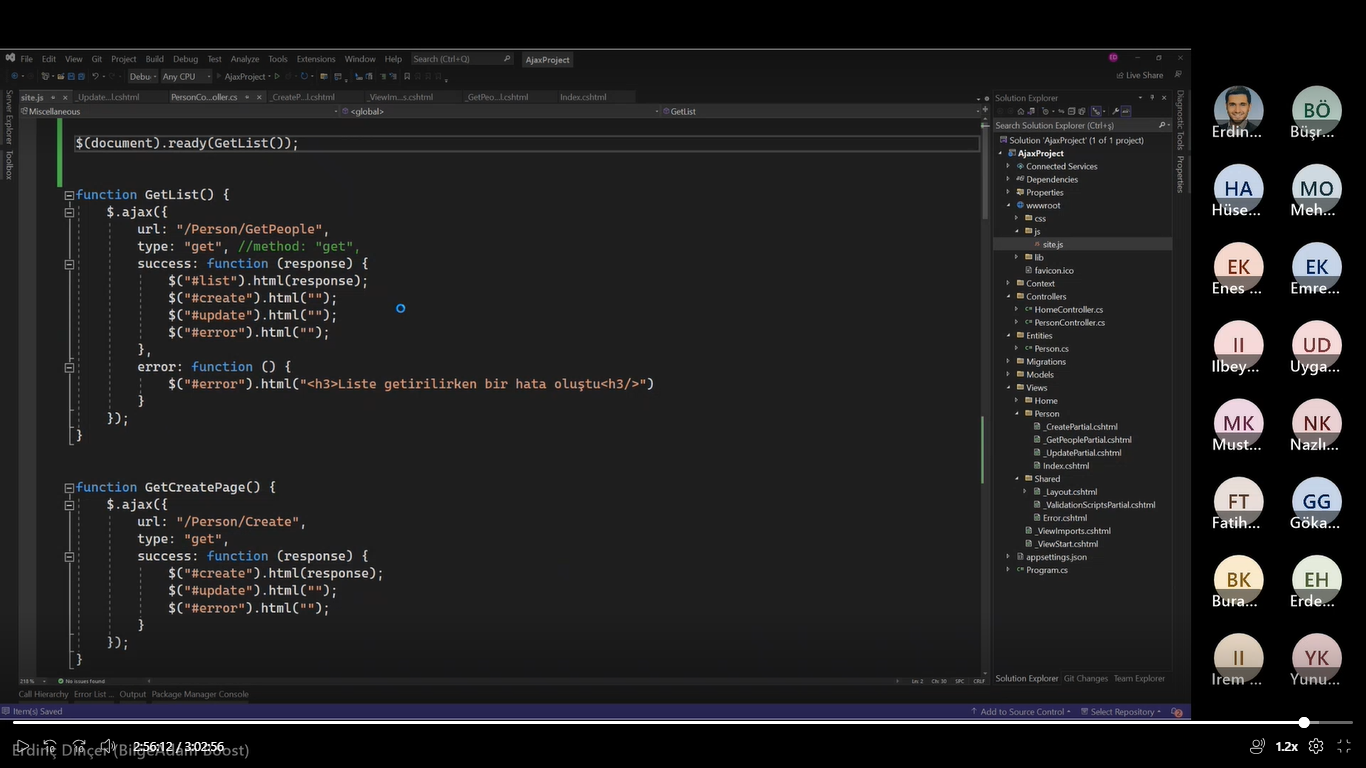 File Edit View Git Project Build Debug Test Analyze Tools Extensions Window Help Search (Ctrl+Q) AjaxProject
Debu Any CPU AjaxProject Live Share
site.js _Update...l.cshtml PersonCo...oller.cs _CreateP...l.cshtml _ViewIm...s.cshtml _GetPeo...l.cshtml Index.cshtml
Miscellaneous <global> GetList
Server Explorer Toolbox
$(document).ready(GetList());
function GetList() {
$.ajax({
url: "/Person/GetPeople",
type: "get", //method: "get",
success: function (response) {
$("#list").html(response);
$("#create").html("");
$("#update").html("");
$("#error").html("");
},
error: function () {
$("#error").html("<h3>Liste getirilirken bir hata oluştu<h3/>")
}
});
}
function GetCreatePage() {
$.ajax({
url: "/Person/Create",
type: "get",
success: function (response) {
$("#create").html(response);
$("#update").html("");
$("#error").html("");
}
});
}
218 % No issues found Ln: 2 Ch: 30 SPC CRLF
Call Hierarchy Error List ... Output Package Manager Console
Item(s) Saved Add to Source Control Select Repository 2
Solution Explorer
Search Solution Explorer (Ctrl+ş)
Solution 'AjaxProject' (1 of 1 project)
AjaxProject
Connected Services
Dependencies
Properties
wwwroot
css
js
site.js
lib
favicon.ico
Context
Controllers
HomeController.cs
PersonController.cs
Entities
Person.cs
Migrations
Models
Views
Home
Person
_CreatePartial.cshtml
_GetPeoplePartial.cshtml
_UpdatePartial.cshtml
Index.cshtml
Shared
_Layout.cshtml
_ValidationScriptsPartial.cshtml
Error.cshtml
_ViewImports.cshtml
_ViewStart.cshtml
appsettings.json
Program.cs
Solution Explorer Git Changes Team Explorer
Diagnostic Tools Properties
BÖ
Erdin... Büşr...
HA MO
Hüse... Meh...
EK EK
Enes ... Emre...
II UD
Ilbey... Uyga...
MK NK
Must... Nazlı...
FT GG
Fatih... Göka...
BK EH
Bura... Erde...
II YK
Irem ... Yunu...
Erdinç Dinçer (BilgeAdam Boost)
10 10 2:56:12 / 3:02:56 1.2x